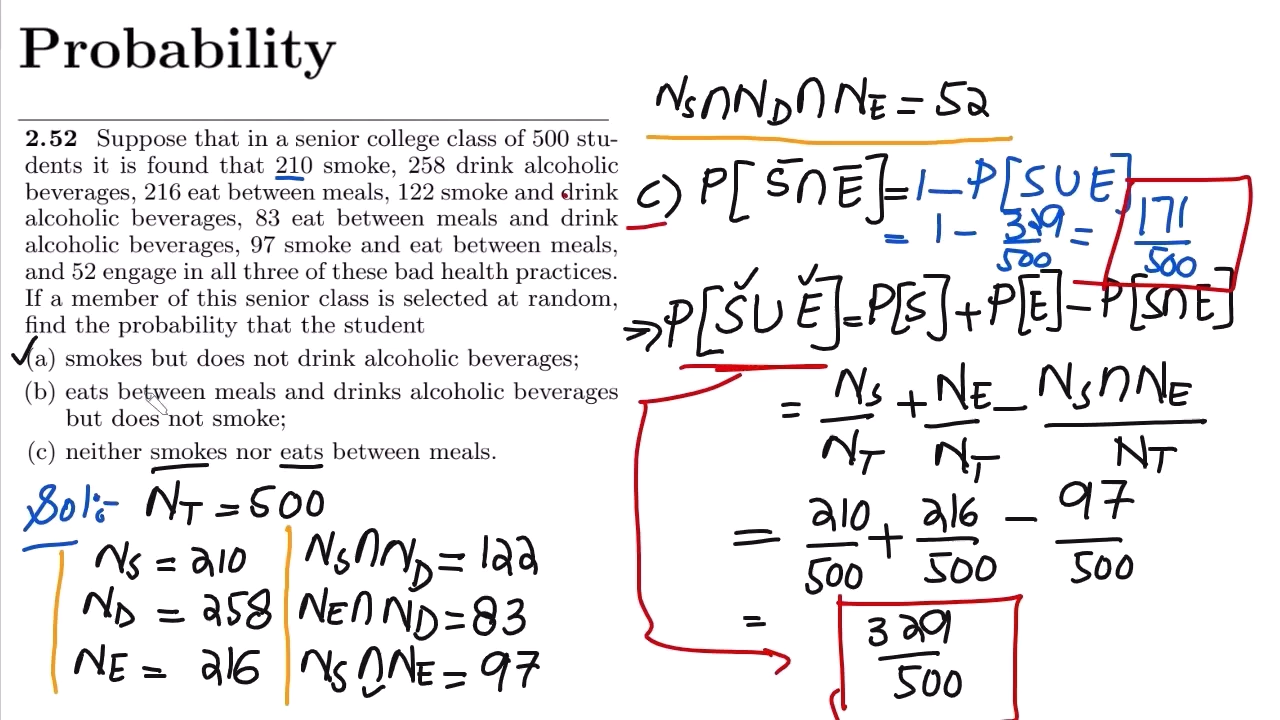 Probability
2.52 Suppose that in a senior college class of 500 stu-
dents it is found that 210 smoke, 258 drink alcoholic
beverages, 216 eat between meals, 122 smoke and drink
alcoholic beverages, 83 eat between meals and drink
alcoholic beverages, 97 smoke and eat between meals,
and 52 engage in all three of these bad health practices.
If a member of this senior class is selected at random,
find the probability that the student
✓(a) smokes but does not drink alcoholic beverages;
(b) eats between meals and drinks alcoholic beverages
but does not smoke;
(c) neither smokes nor eats between meals.
Sol:- N_T = 500
N_S = 210
N_D = 258
N_E = 216
N_S ∩ N_D = 122
N_E ∩ N_D = 83
N_S ∩ N_E = 97
N_S ∩ N_D ∩ N_E = 52
c) P[S̅ ∩ E̅] = 1 - P[S ∪ E]
= 1 - 329/500 = 171/500
⇒ P[S ∪ E] = P[S] + P[E] - P[S ∩ E]
= N_S/N_T + N_E/N_T - N_S ∩ N_E/N_T
= 210/500 + 216/500 - 97/500
= 329/500